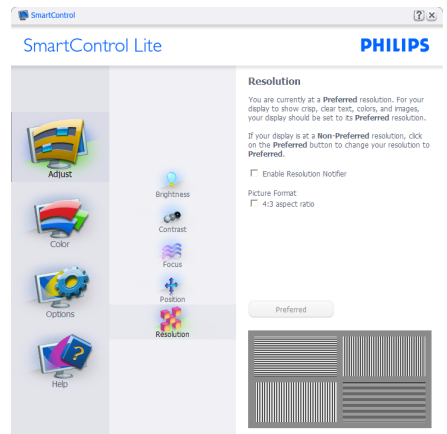 SmartControl
SmartControl Lite
PHILIPS
Adjust
Color
Options
Help
Brightness
Contrast
Focus
Position
Resolution
Resolution
You are currently at a Preferred resolution. For your
display to show crisp, clear text, colors, and images,
your display should be set to its Preferred resolution.
If your display is at a Non-Preferred resolution, click
on the Preferred button to change your resolution to
Preferred.
Enable Resolution Notifier
Picture Format
4:3 aspect ratio
Preferred